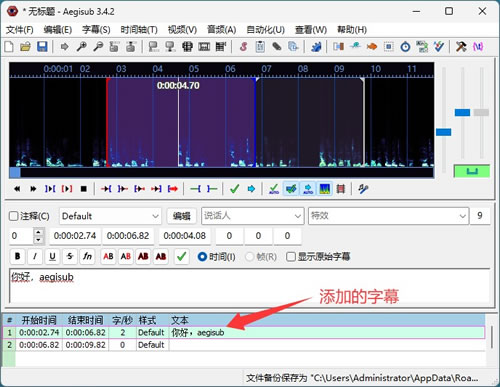 * 无标题 - Aegisub 3.4.2
文件(F) 编辑(E) 字幕(S) 时间轴(T) 视频(V) 音频(A) 自动化(U) 查看(W) 帮助(H)
0:00:01 02 03 04 05 06 07 08 09 10 11
0:00:04.70
注释(C) Default 编辑 说话人 特效 9
0 0:00:02.74 0:00:06.82 0:00:04.08 0 0 0
B I U S fn AB AB AB AB 时间(I) 帧(R) 显示原始字幕
你好，aegisub
添加的字幕
# 开始时间 结束时间 字/秒 样式 文本
1 0:00:02.74 0:00:06.82 2 Default 你好，aegisub
2 0:00:06.82 0:00:09.82 0 Default
文件备份保存为 "C:\Users\Administrator\AppData\Roa...